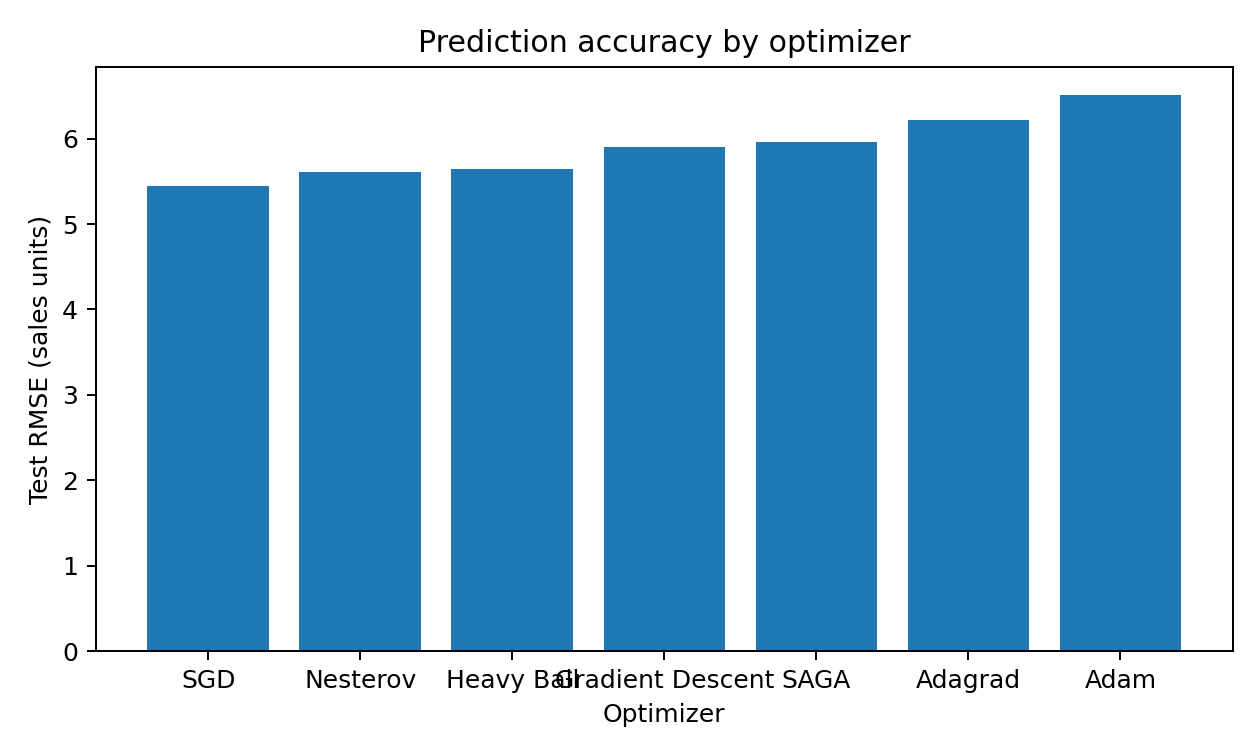 Prediction accuracy by optimizer
Test RMSE (sales units)
6
5
4
3
2
1
0
SGD Nesterov Heavy Ball Gradient Descent SAGA Adagrad Adam
Optimizer